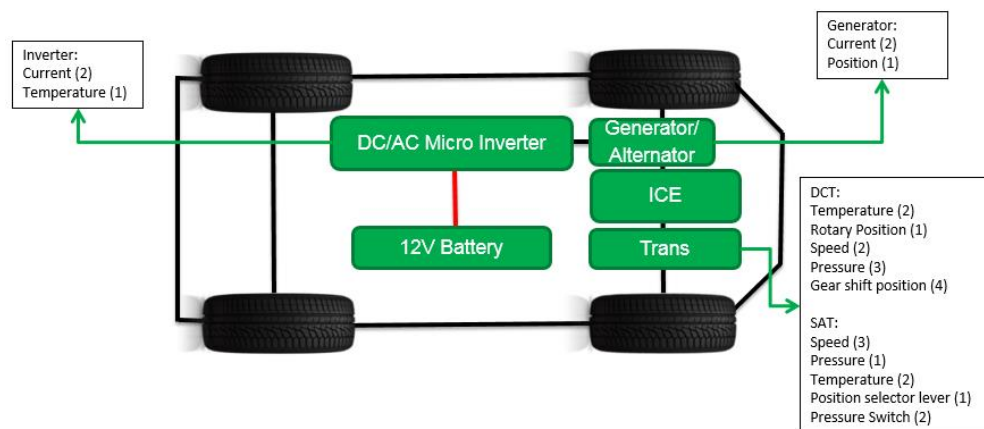 Inverter:
Current (2)
Temperature (1)
Generator:
Current (2)
Position (1)
DC/AC Micro Inverter
Generator/
Alternator
ICE
12V Battery
Trans
DCT:
Temperature (2)
Rotary Position (1)
Speed (2)
Pressure (3)
Gear shift position (4)
SAT:
Speed (3)
Pressure (1)
Temperature (2)
Position selector lever (1)
Pressure Switch (2)